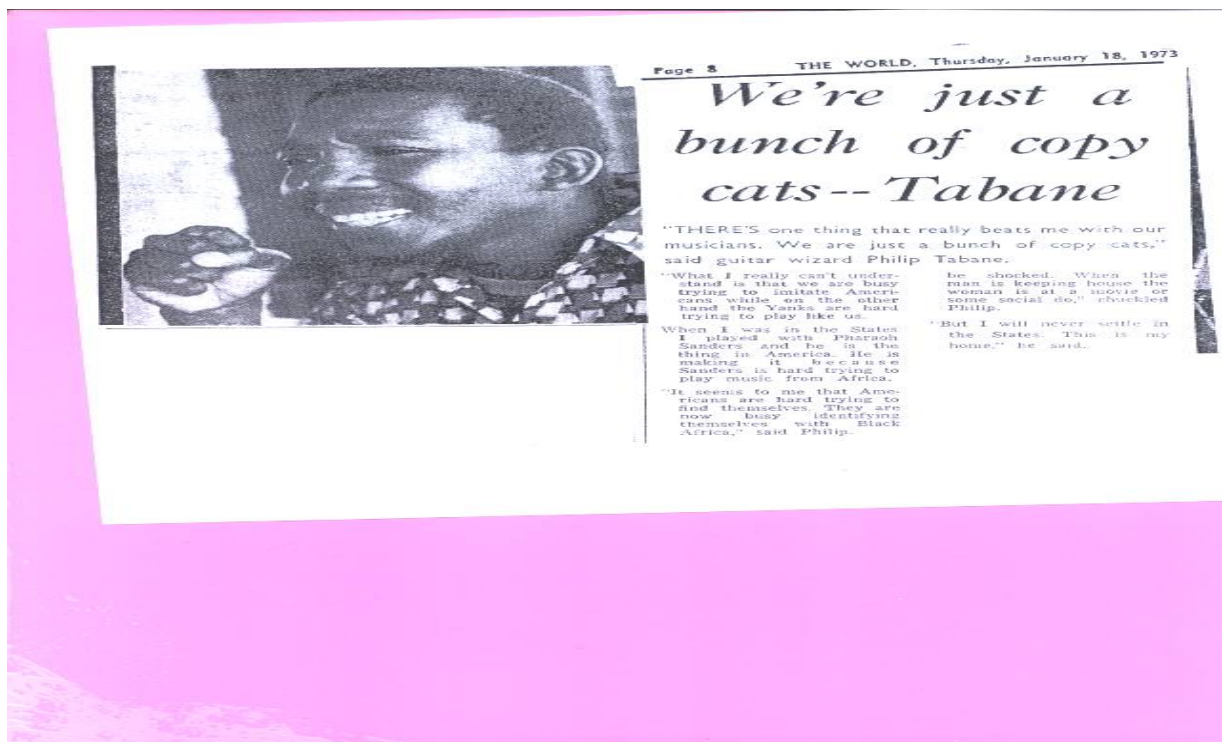 Page 8 THE WORLD, Thursday, January 18, 1973
We're just a
bunch of copy
cats--Tabane
"THERE'S one thing that really beats me with our
musicians. We are just a bunch of copy cats,"
said guitar wizard Philip Tabane.
"What I really can't under-
stand is that we are busy
trying to imitate Ameri-
cans while on the other
hand the Yanks are hard
trying to play like us.
When I was in the States
I played with Pharaoh
Sanders and he is the
thing in America. He is
making it because
Sanders is hard trying to
play music from Africa.
"It seems to me that Ame-
ricans are hard trying to
find themselves. They are
now busy identifying
themselves with Black
Africa," said Philip.
be shocked. When the
man is keeping house the
woman is at a movie or
some social do," chuckled
Philip.
"But I will never settle in
the States. This is my
home," he said.